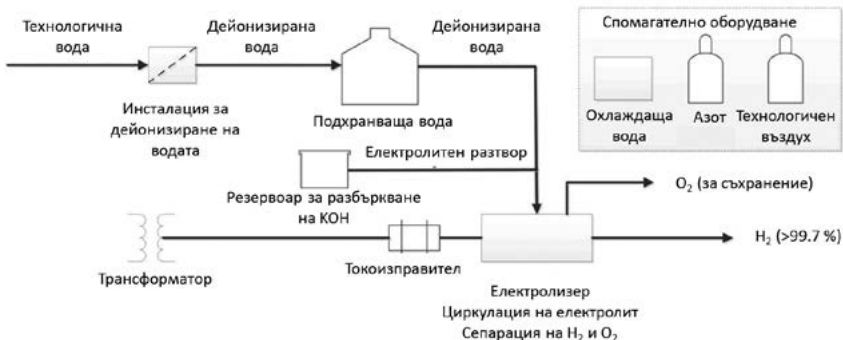 Технологична
вода
Дейонизирана
вода
Дейонизирана
вода
Инсталация за
дейонизиране на
водата
Подхранваща вода
Електролитен разтвор
Резервоар за разбъркване
на КОН
Трансформатор
Токоизправител
Електролизер
Циркулация на електролит
Сепарация на H₂ и O₂
O₂ (за съхранение)
H₂ (>99.7 %)
Спомагателно оборудване
Охлаждаща
вода
Азот
Технологичен
въздух